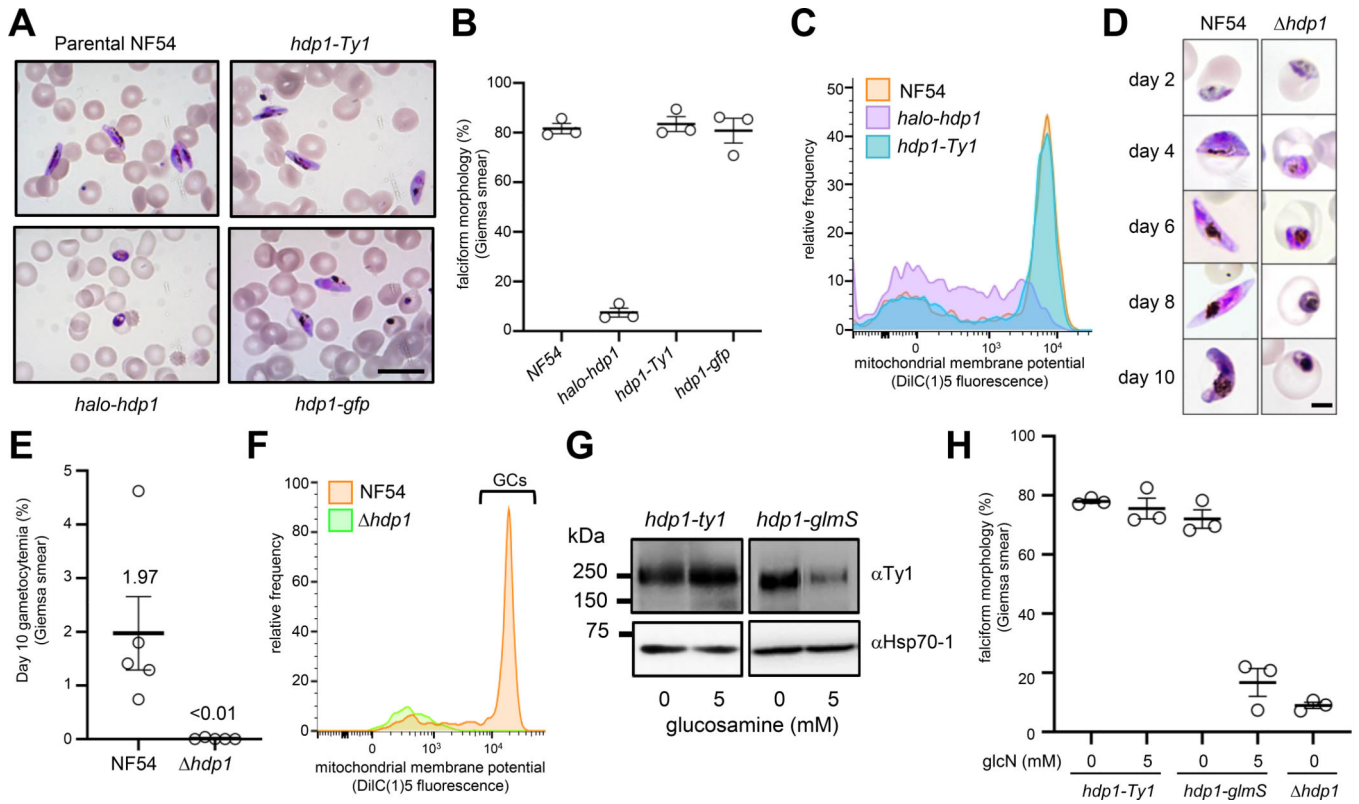 A
Parental NF54
hdp1-Ty1
halo-hdp1
hdp1-gfp
B
falciform morphology (%)
(Giemsa smear)
100
80
60
40
20
0
NF54
halo-hdp1
hdp1-Ty1
hdp1-gfp
C
NF54
halo-hdp1
hdp1-Ty1
relative frequency
50
40
30
20
10
0
0
10³
10⁴
mitochondrial membrane potential
(DilC(1)5 fluorescence)
D
NF54
Δhdp1
day 2
day 4
day 6
day 8
day 10
E
Day 10 gametocytemia (%)
(Giemsa smear)
5
4
3
2
1
0
1.97
<0.01
NF54
Δhdp1
F
NF54
Δhdp1
GCs
relative frequency
100
80
60
40
20
0
0
10³
10⁴
mitochondrial membrane potential
(DilC(1)5 fluorescence)
G
hdp1-ty1
hdp1-glmS
kDa
250
150
75
αTy1
αHsp70-1
0
5
0
5
glucosamine (mM)
H
falciform morphology (%)
(Giemsa smear)
100
80
60
40
20
0
glcN (mM)
0
5
0
5
0
hdp1-Ty1
hdp1-glmS
Δhdp1